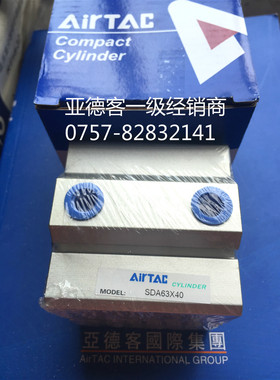 AirTAC
Compact
Cylinder
亚德客一级经销商
0757-82832141
AirTAC CYLINDER
MODEL: SDA63X40
亞德客國際集團
AirTAC INTERNATIONAL GROUP